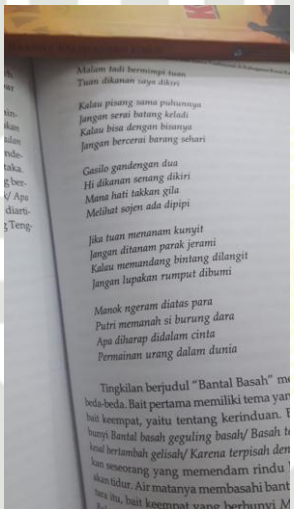 Malam tadi bermimpi tuan
Tuan dikanan saya dikiri
Kalau pisang sama puhunnya
Jangan serai batang keladi
Kalau bisa dengan bisanya
Jangan bercerai barang sehari
Gasilo gandengan dua
Hi dikanan senang dikiri
Mana hati takkan gila
Melihat sojen ada dipipi
Jika tuan menanam kunyit
Jangan ditanam parak jerami
Kalau memandang bintang dilangit
Jangan lupakan rumput dibumi
Manok ngeram diatas para
Putri memanah si burung dara
Apa diharap didalam cinta
Permainan urang dalam dunia
Tingkilan berjudul "Bantal Basah" me
beda-beda. Bait pertama memiliki tema yan
bait keempat, yaitu tentang kerinduan. B
bunyi Bantal basah geguling basah/ Basah te
kesal bertambah gelisah/ Karena terpisah den
kan seseorang yang memendam rindu
akan tidur. Air matanya membasahi bant
tara itu, bait keempat yang berbunyi M